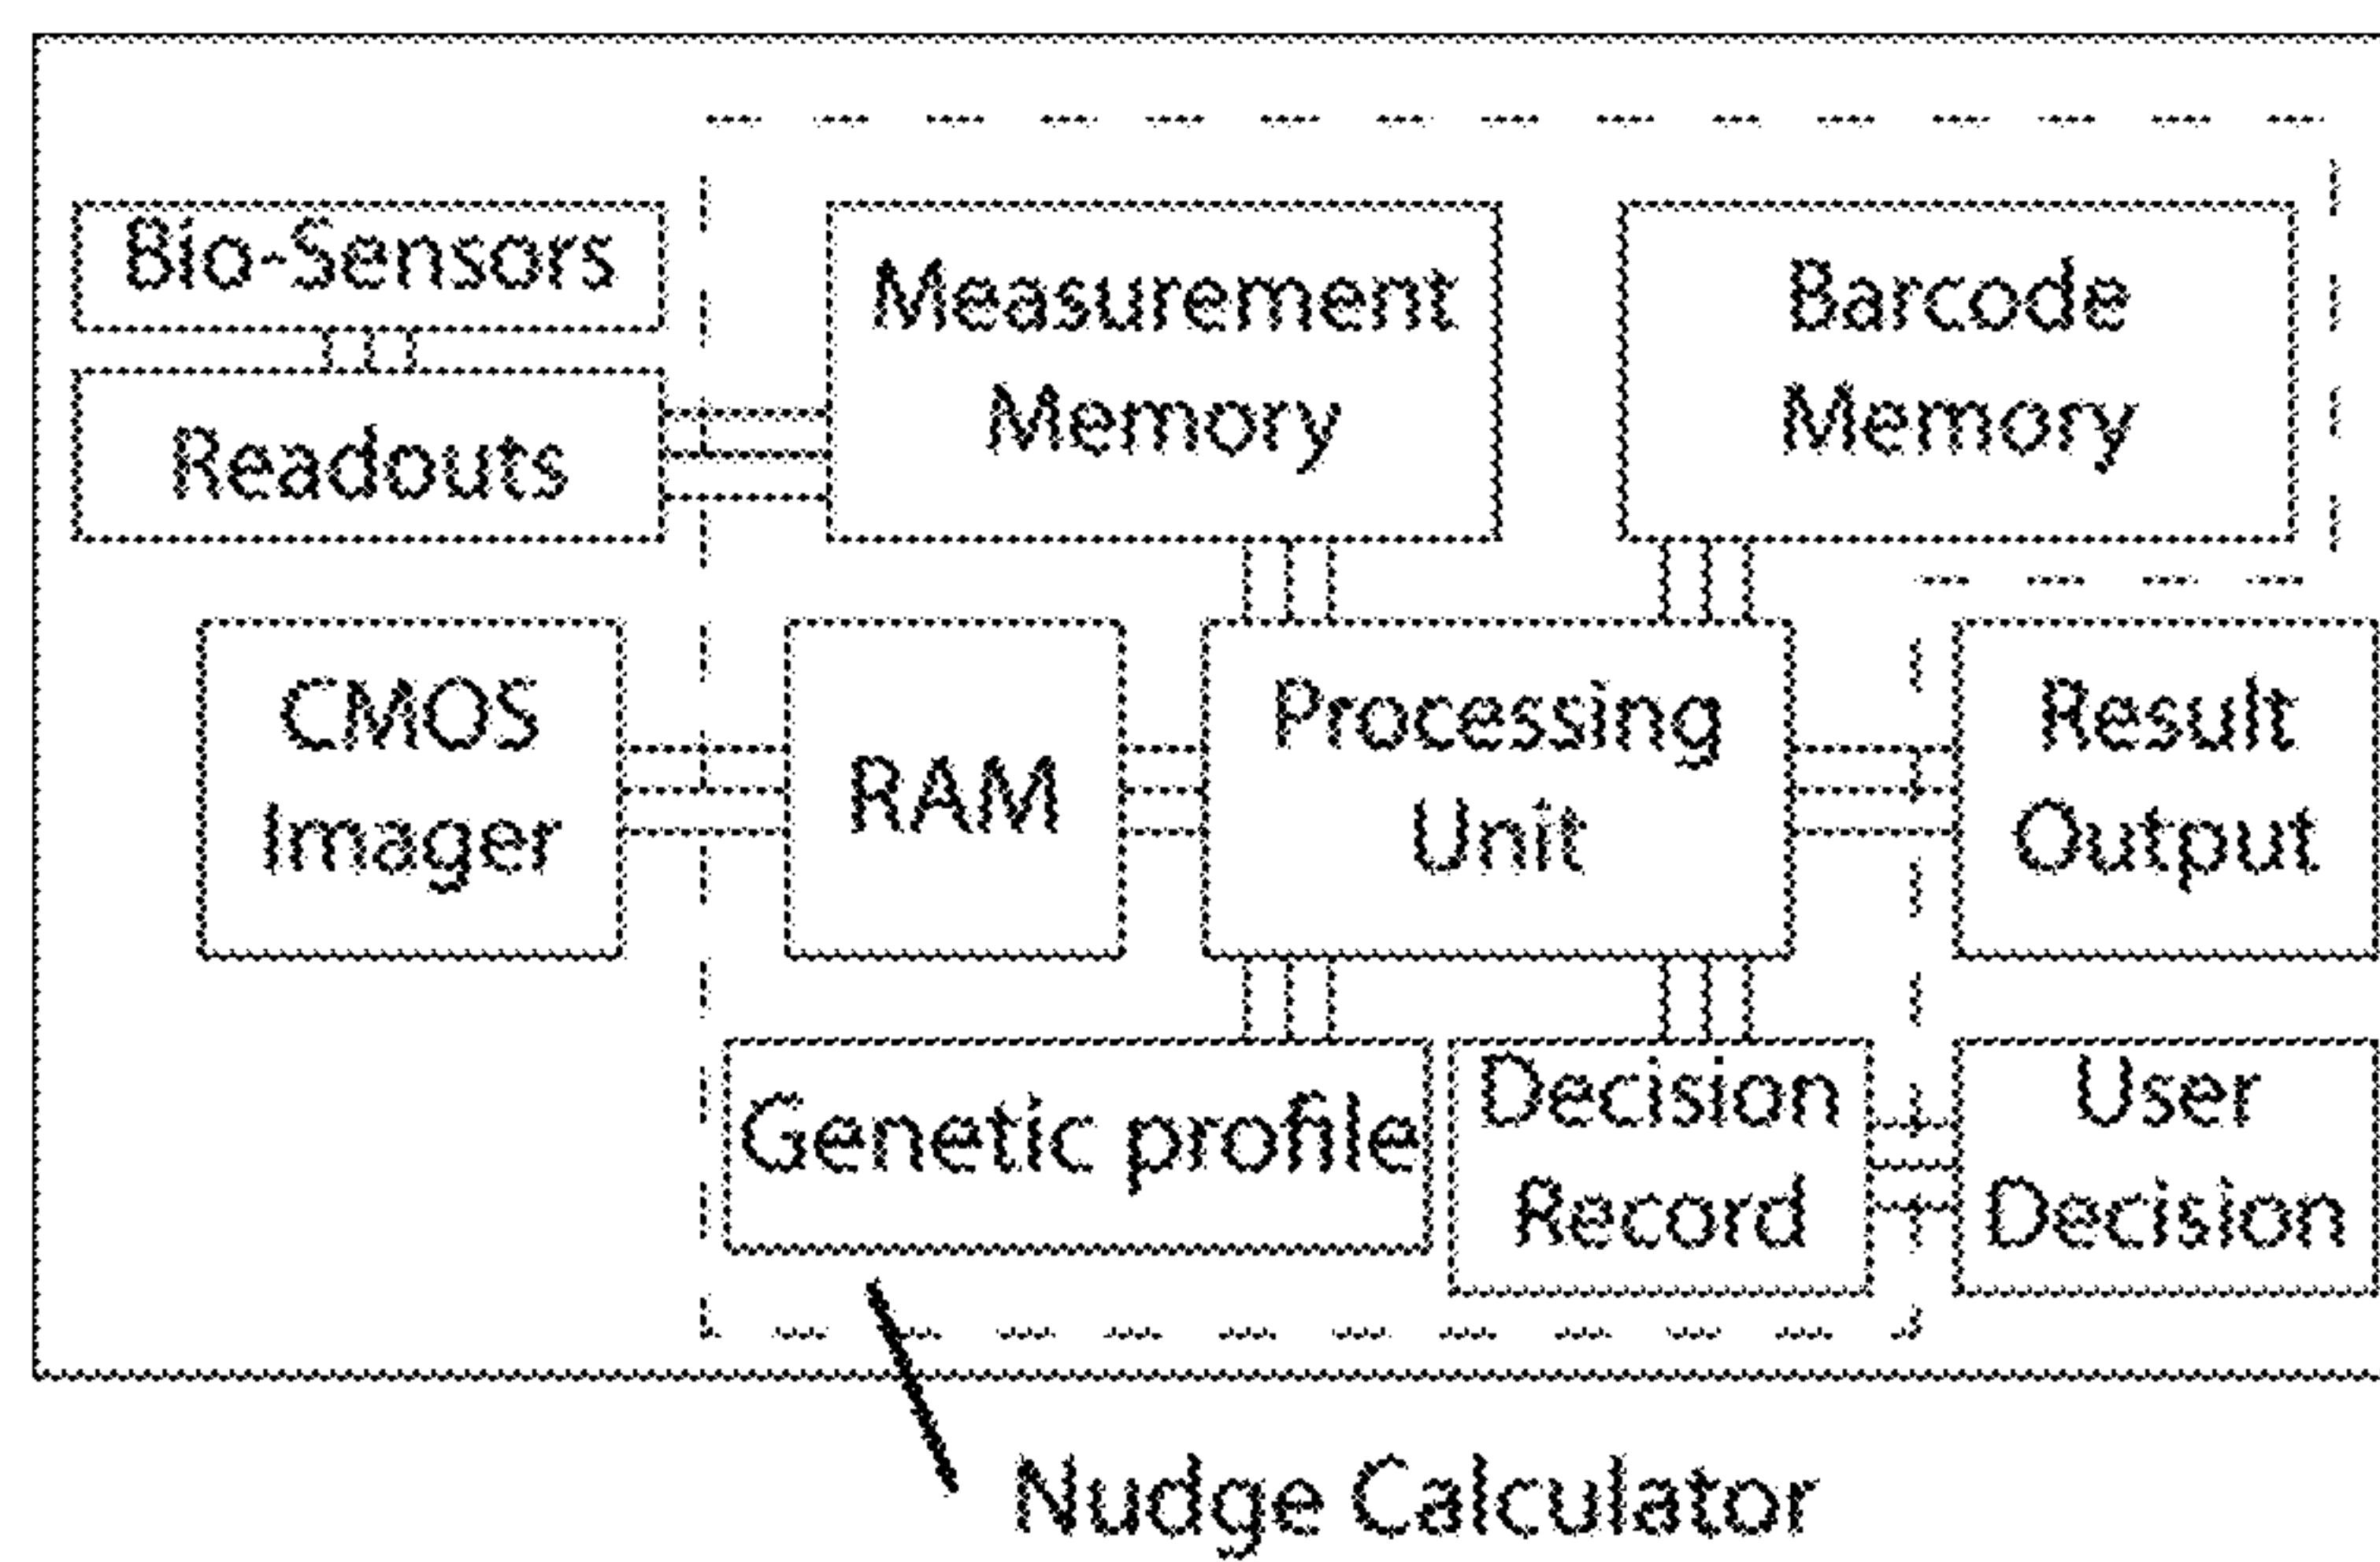 Bio-Sensors
Readouts
Measurement
Memory
Barcode
Memory
CMOS
Imager
RAM
Processing
Unit
Result
Output
Genetic profile
Decision
Record
User
Decision
Nudge Calculator